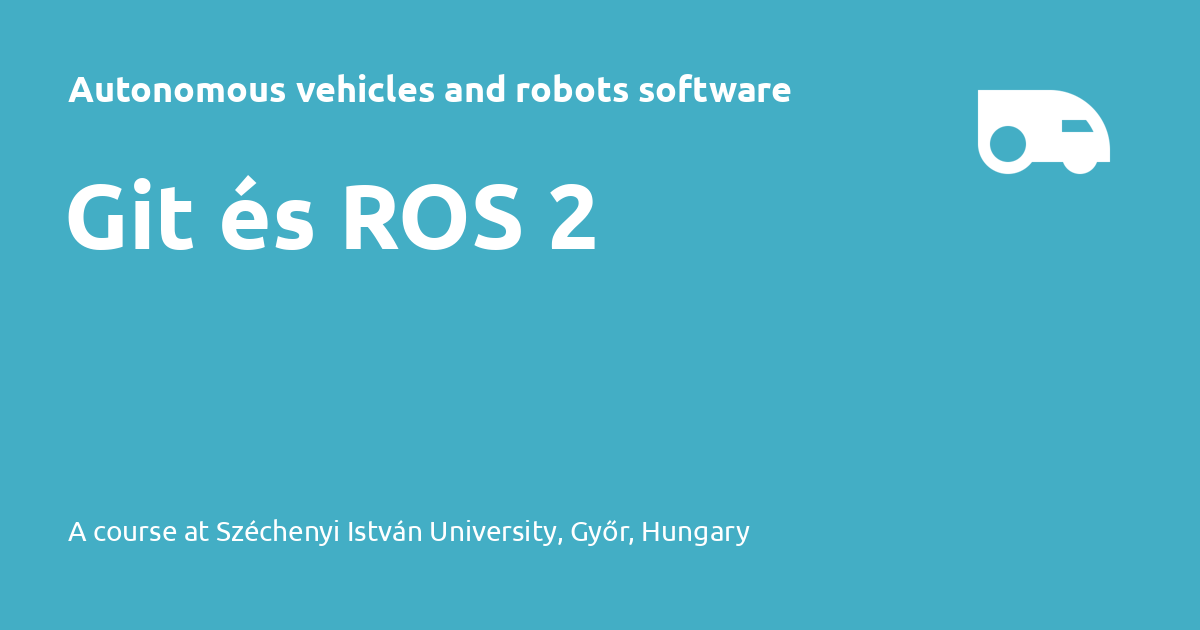 Autonomous vehicles and robots software
Git és ROS 2
A course at Széchenyi István University, Győr, Hungary